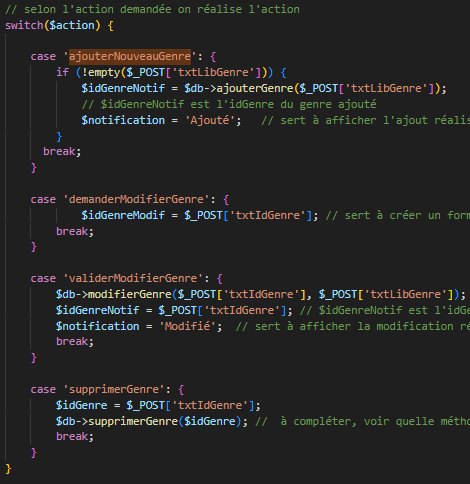 // selon l'action demandée on réalise l'action
switch($action) {
case 'ajouterNouveauGenre': {
if (!empty($_POST['txtLibGenre'])) {
$idGenreNotif = $db->ajouterGenre($_POST['txtLibGenre']);
// $idGenreNotif est l'idGenre du genre ajouté
$notification = 'Ajouté'; // sert à afficher l'ajout réalis
}
break;
}
case 'demanderModifierGenre': {
$idGenreModif = $_POST['txtIdGenre']; // sert à créer un form
break;
}
case 'validerModifierGenre': {
$db->modifierGenre($_POST['txtIdGenre'], $_POST['txtLibGenre']);
$idGenreNotif = $_POST['txtIdGenre']; // $idGenreNotif est l'idGe
$notification = 'Modifié'; // sert à afficher la modification ré
break;
}
case 'supprimerGenre': {
$idGenre = $_POST['txtIdGenre'];
$db->supprimerGenre($idGenre); // à compléter, voir quelle métho
break;
}
}